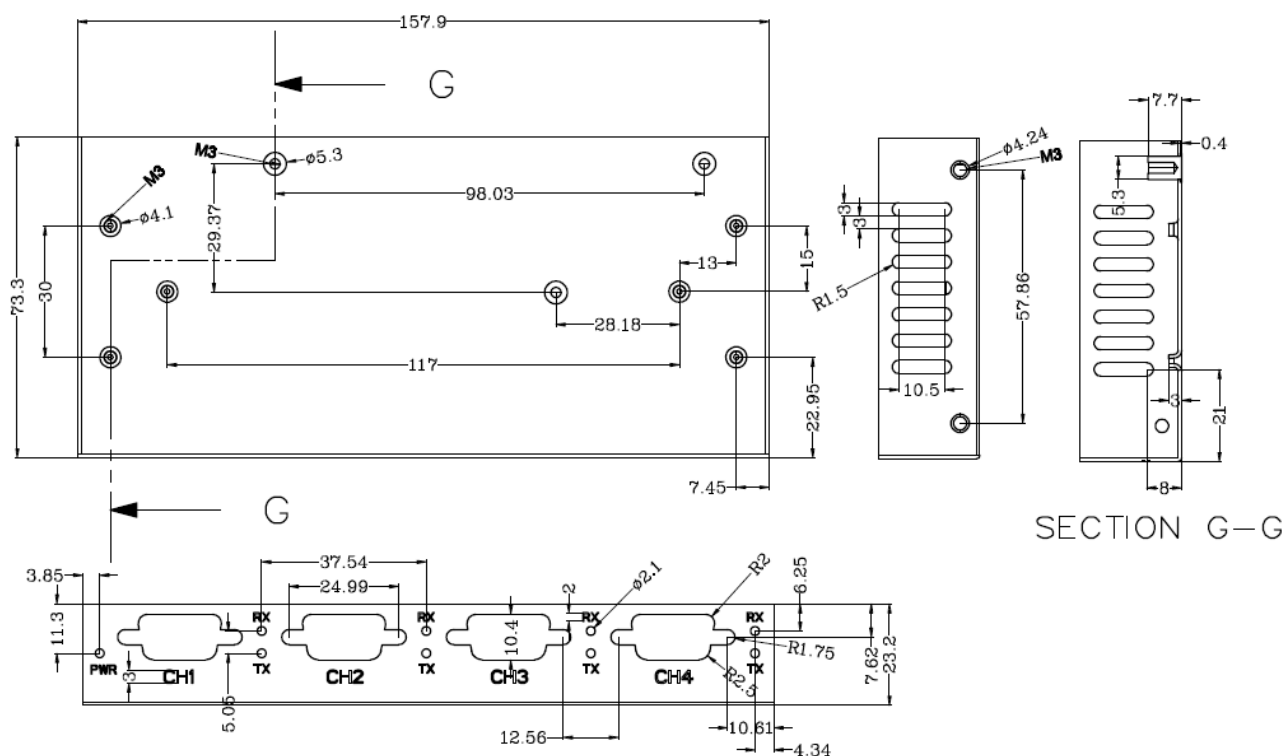 157.9
G
7.7
M3
ø5.3
ø4.24
M3
0.4
M3
98.03
5.3
ø4.1
29.37
3
3
73.3
30
13
15
R1.5
57.86
28.18
117
10.5
3
21
22.95
7.45
8
G
SECTION G-G
3.85
37.54
24.99
2
ø2.1
R2
6.25
11.3
RX
RX
RX
RX
10.4
R1.75
PWR
TX
TX
TX
TX
7.62
23.2
3
CH1
CH2
CH3
CH4
R2.5
5.05
12.56
10.61
4.34